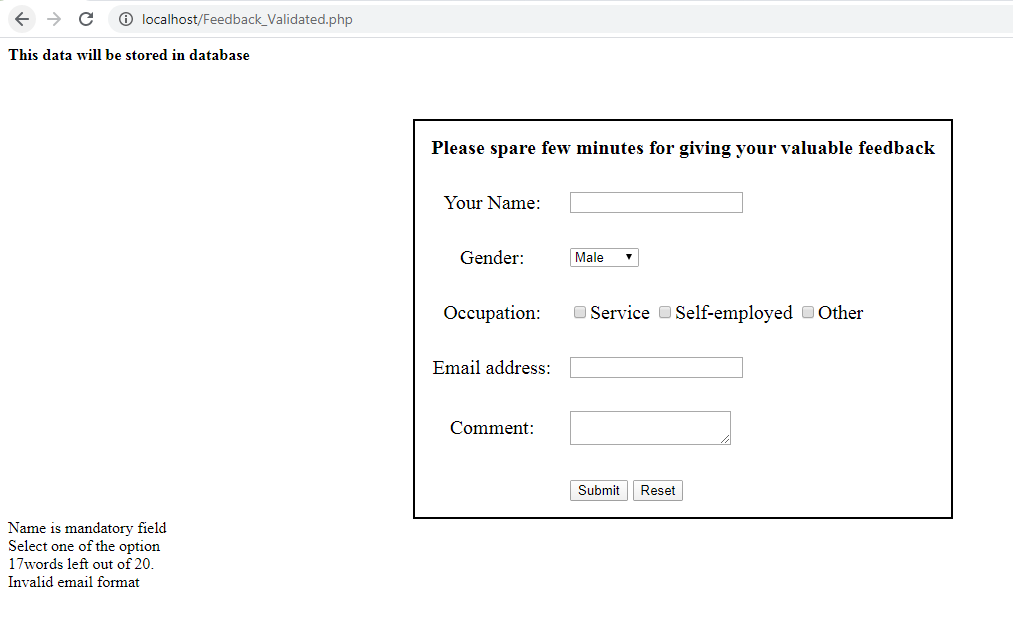 localhost/Feedback_Validated.php
This data will be stored in database
Please spare few minutes for giving your valuable feedback
Your Name:
Gender: Male
Occupation: Service Self-employed Other
Email address:
Comment:
Submit Reset
Name is mandatory field
Select one of the option
17words left out of 20.
Invalid email format